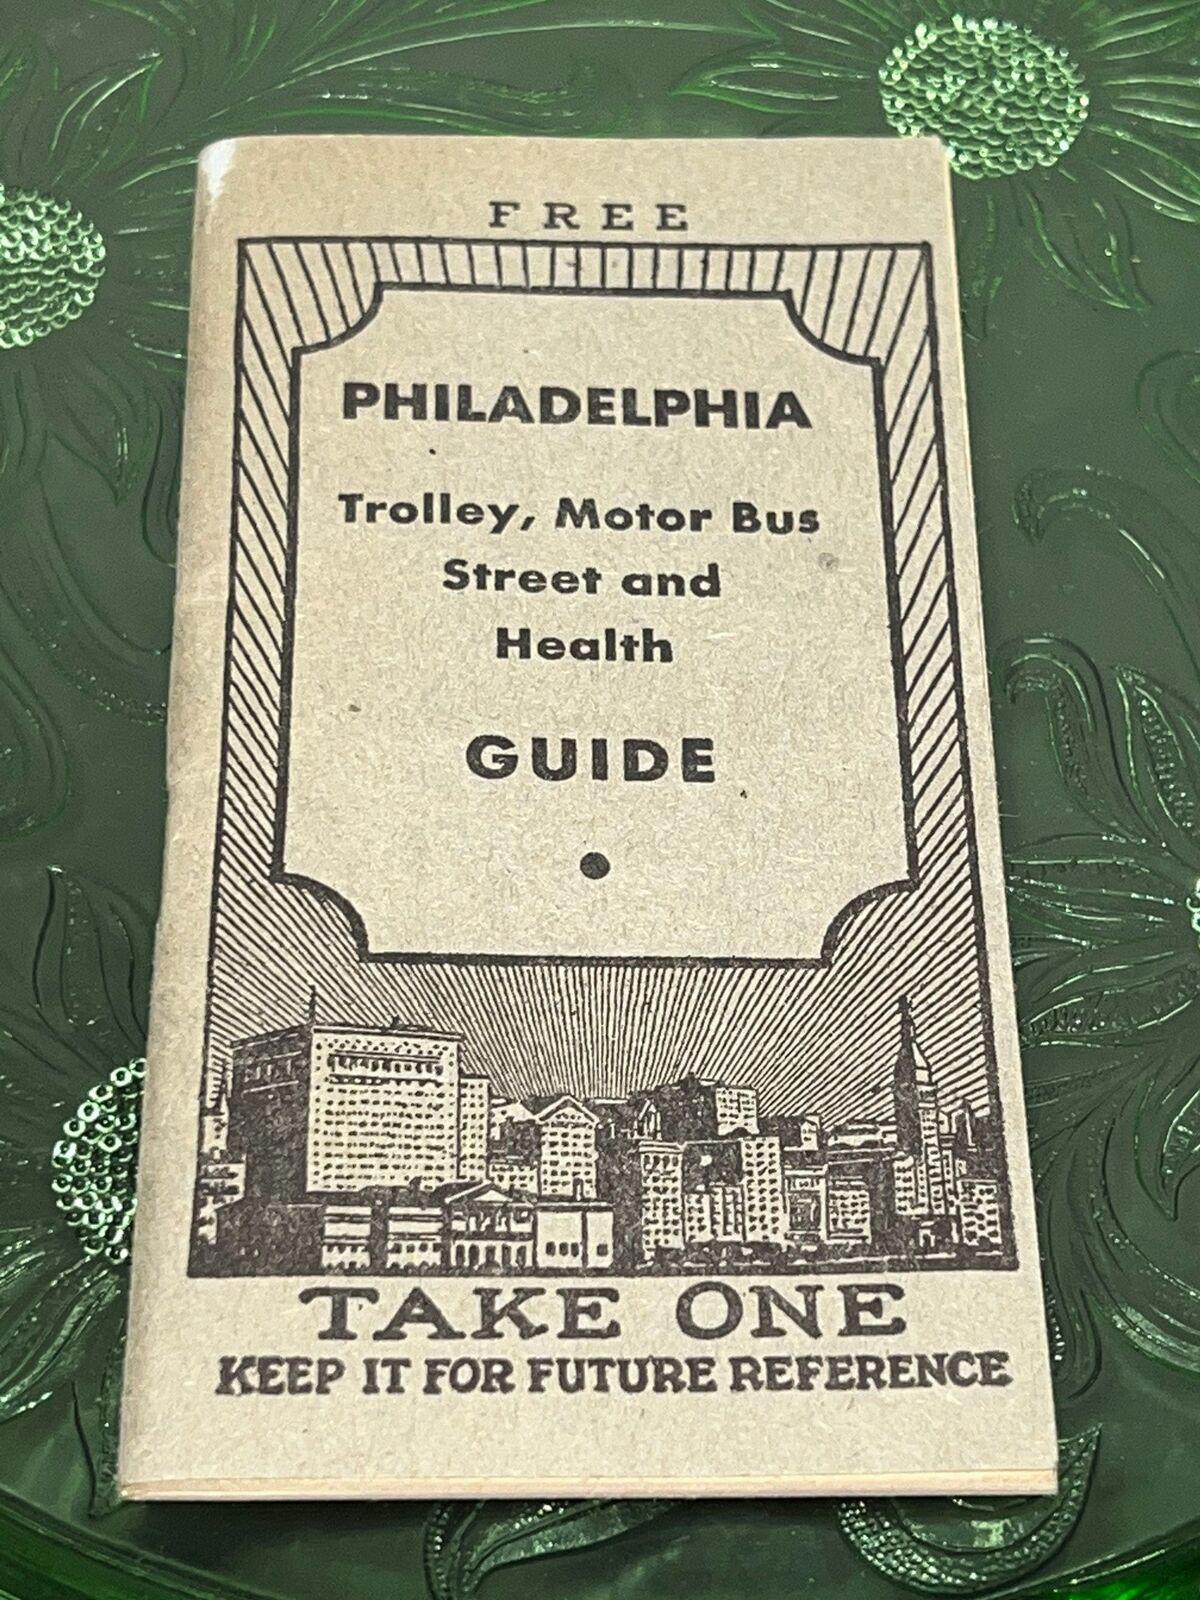 FREE
PHILADELPHIA
Trolley, Motor Bus
Street and
Health
GUIDE
TAKE ONE
KEEP IT FOR FUTURE REFERENCE